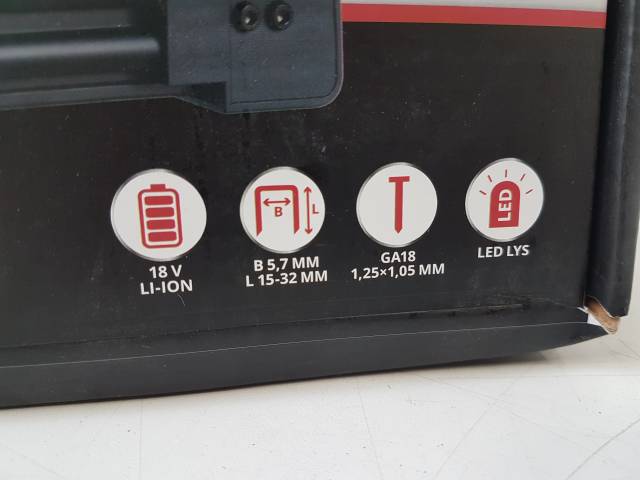 B
L
LED
18 V
LI-ION
B 5,7 MM
L 15-32 MM
GA18
1,25×1,05 MM
LED LYS